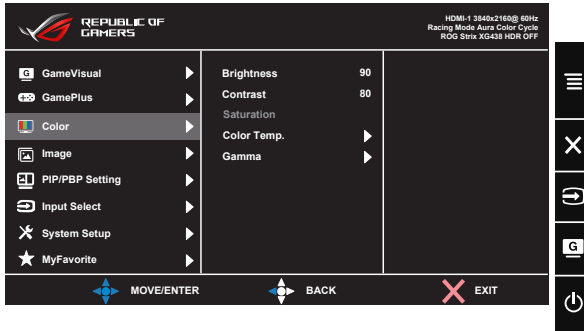 REPUBLIC OF
GAMERS
HDMI-1 3840x2160@ 60Hz
Racing Mode Aura Color Cycle
ROG Strix XG438 HDR OFF
G GameVisual
GamePlus
Color
Image
PIP/PBP Setting
Input Select
System Setup
MyFavorite
Brightness 90
Contrast 80
Saturation
Color Temp.
Gamma
MOVE/ENTER BACK EXIT
G